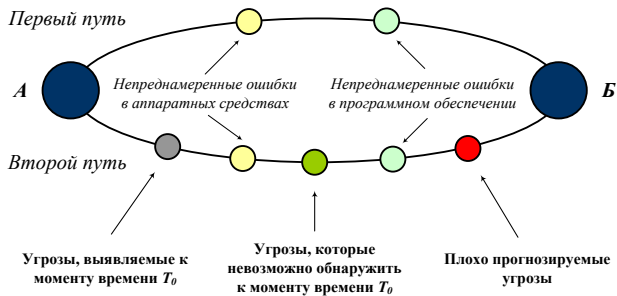 Первый путь
А
Непреднамеренные ошибки
в аппаратных средствах
Непреднамеренные ошибки
в программном обеспечении
Б
Второй путь
Угрозы, выявляемые к
моменту времени T₀
Угрозы, которые
невозможно обнаружить
к моменту времени T₀
Плохо прогнозируемые
угрозы